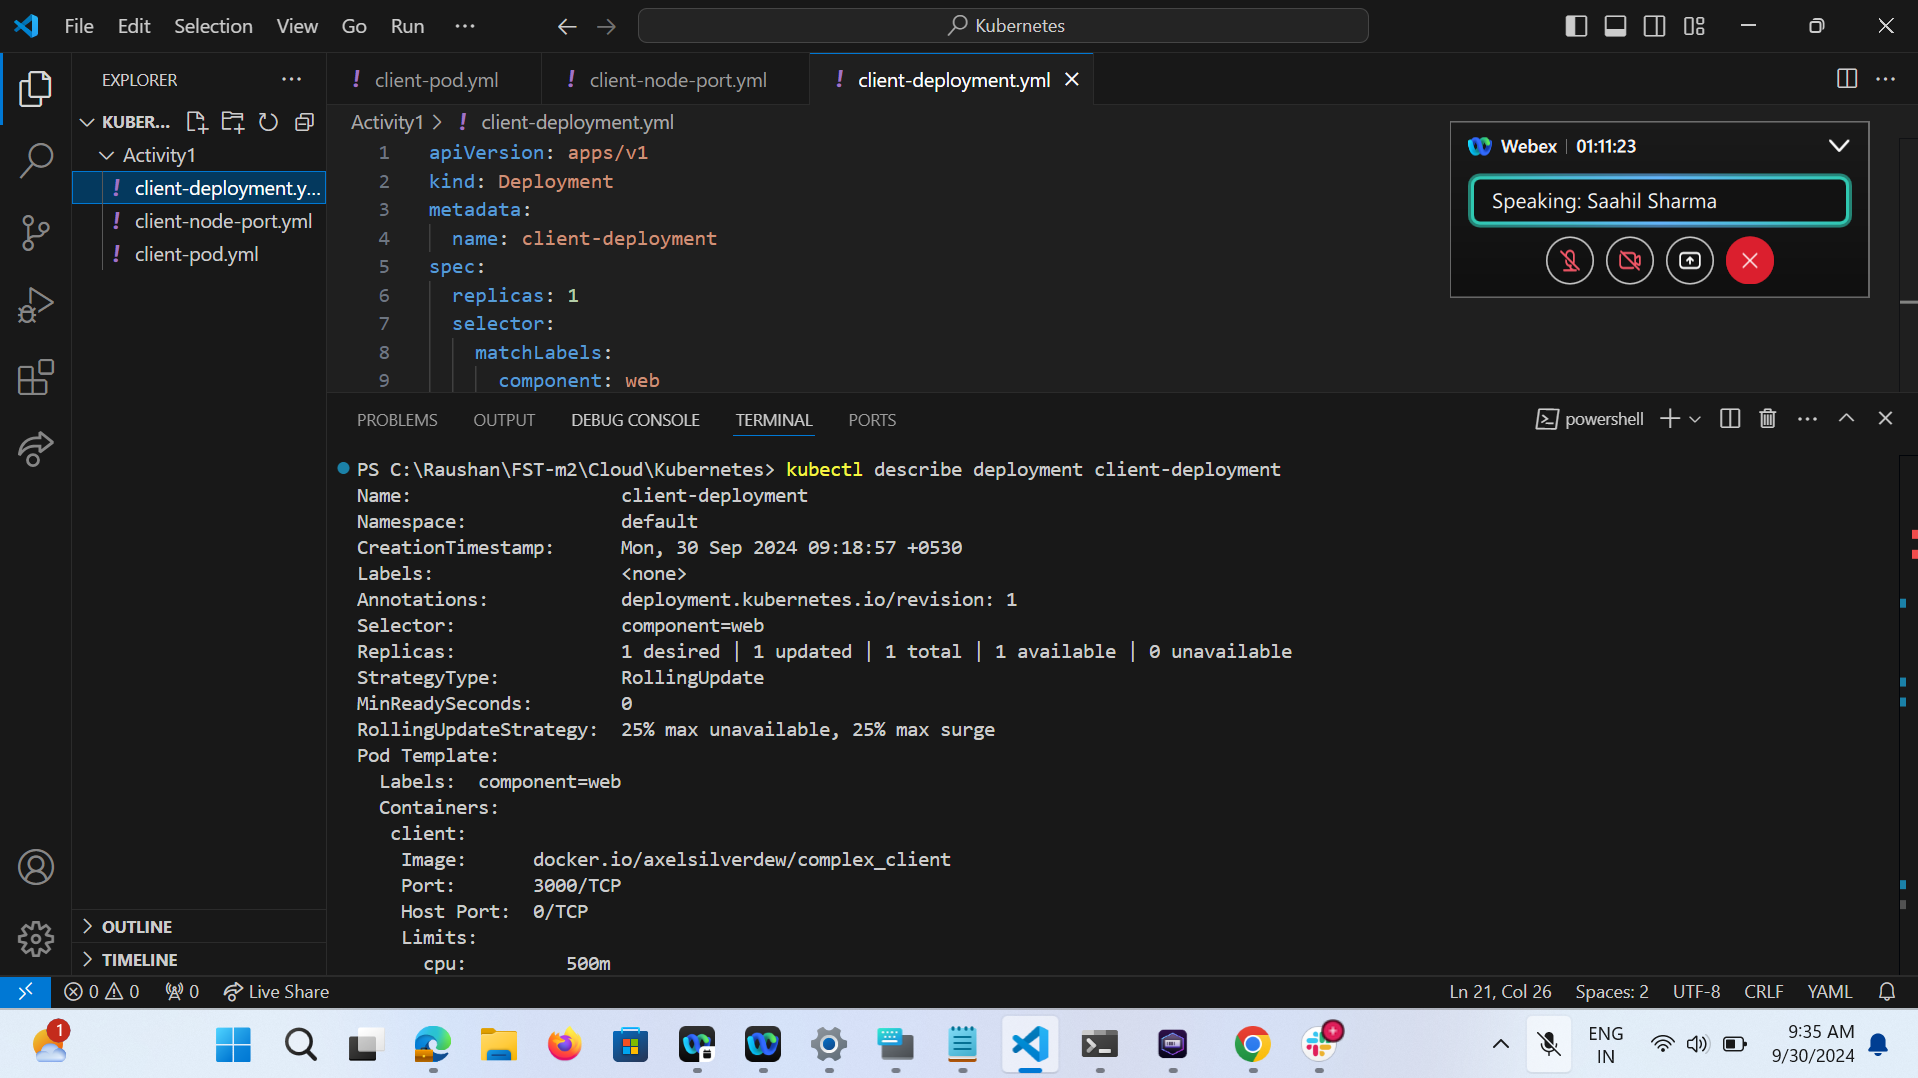 File Edit Selection View Go Run ···
Kubernetes
EXPLORER
client-pod.yml
client-node-port.yml
client-deployment.yml
KUBER...
Activity1
client-deployment.y...
client-node-port.yml
client-pod.yml
Activity1 > ! client-deployment.yml
1 apiVersion: apps/v1
2 kind: Deployment
3 metadata:
4 name: client-deployment
5 spec:
6 replicas: 1
7 selector:
8 matchLabels:
9 component: web
Webex | 01:11:23
Speaking: Saahil Sharma
PROBLEMS OUTPUT DEBUG CONSOLE TERMINAL PORTS
powershell
PS C:\Raushan\FST-m2\Cloud\Kubernetes> kubectl describe deployment client-deployment
Name: client-deployment
Namespace: default
CreationTimestamp: Mon, 30 Sep 2024 09:18:57 +0530
Labels: <none>
Annotations: deployment.kubernetes.io/revision: 1
Selector: component=web
Replicas: 1 desired | 1 updated | 1 total | 1 available | 0 unavailable
StrategyType: RollingUpdate
MinReadySeconds: 0
RollingUpdateStrategy: 25% max unavailable, 25% max surge
Pod Template:
Labels: component=web
Containers:
client:
Image: docker.io/axelsilverdew/complex_client
Port: 3000/TCP
Host Port: 0/TCP
Limits:
cpu: 500m
OUTLINE
TIMELINE
0 0 0 Live Share
Ln 21, Col 26 Spaces: 2 UTF-8 CRLF YAML
1
ENG
IN
9:35 AM
9/30/2024